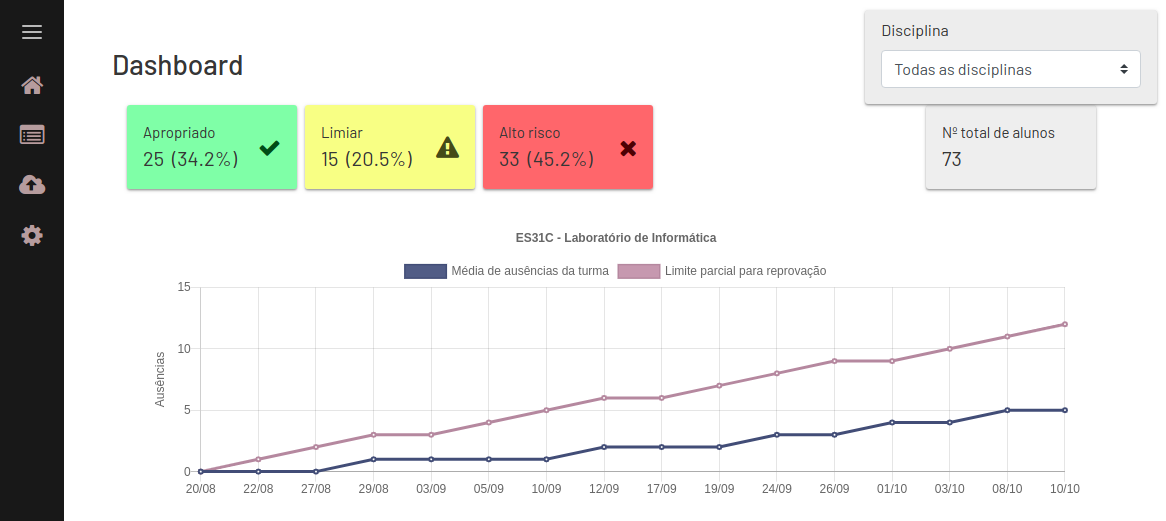 Disciplina
Todas as disciplinas
Dashboard
Apropriado
25 (34.2%)
Limiar
15 (20.5%)
Alto risco
33 (45.2%)
Nº total de alunos
73
ES31C - Laboratório de Informática
Média de ausências da turma
Limite parcial para reprovação
Ausências
15
10
5
0
20/08 22/08 27/08 29/08 03/09 05/09 10/09 12/09 17/09 19/09 24/09 26/09 01/10 03/10 08/10 10/10